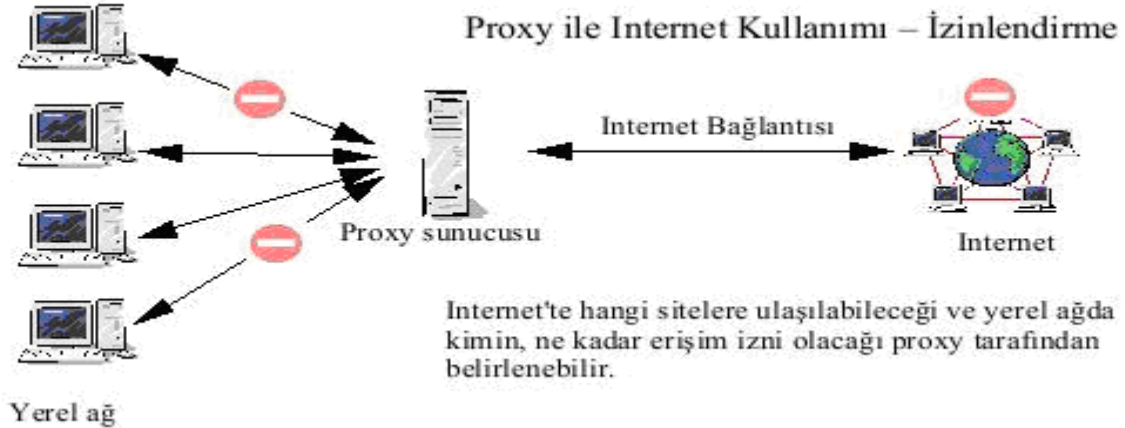 Proxy ile Internet Kullanımı – İzinlendirme
Internet Bağlantısı
Proxy sunucusu
Internet
Internet'te hangi sitelere ulaşılabileceği ve yerel ağda
kimin, ne kadar erişim izni olacağı proxy tarafından
belirlenebilir.
Yerel ağ